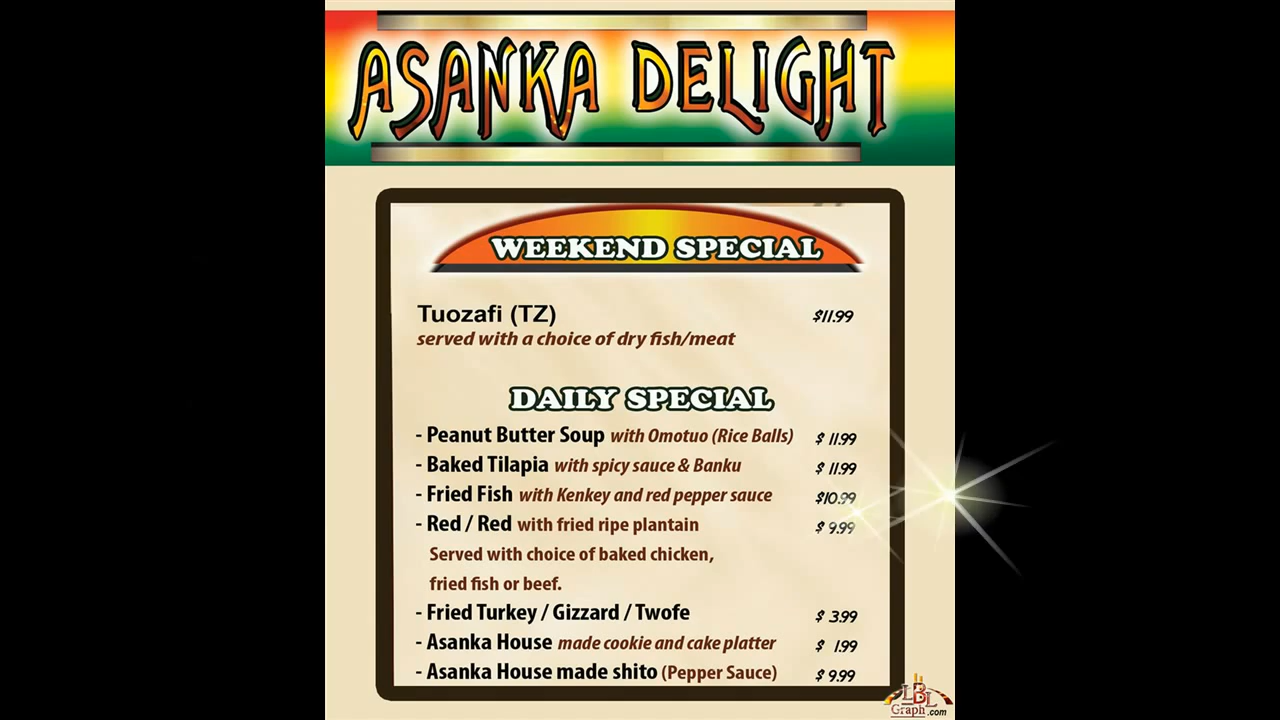 ASANKA DELIGHT
WEEKEND SPECIAL
Tuozafi (TZ) $11.99
served with a choice of dry fish/meat
DAILY SPECIAL
- Peanut Butter Soup with Omotuo (Rice Balls) $ 11.99
- Baked Tilapia with spicy sauce & Banku $ 11.99
- Fried Fish with Kenkey and red pepper sauce $10.99
- Red / Red with fried ripe plantain $ 9.99
Served with choice of baked chicken,
fried fish or beef.
- Fried Turkey / Gizzard / Twofe $ 3.99
- Asanka House made cookie and cake platter $ 1.99
- Asanka House made shito (Pepper Sauce) $ 9.99
LBL
Graph.com